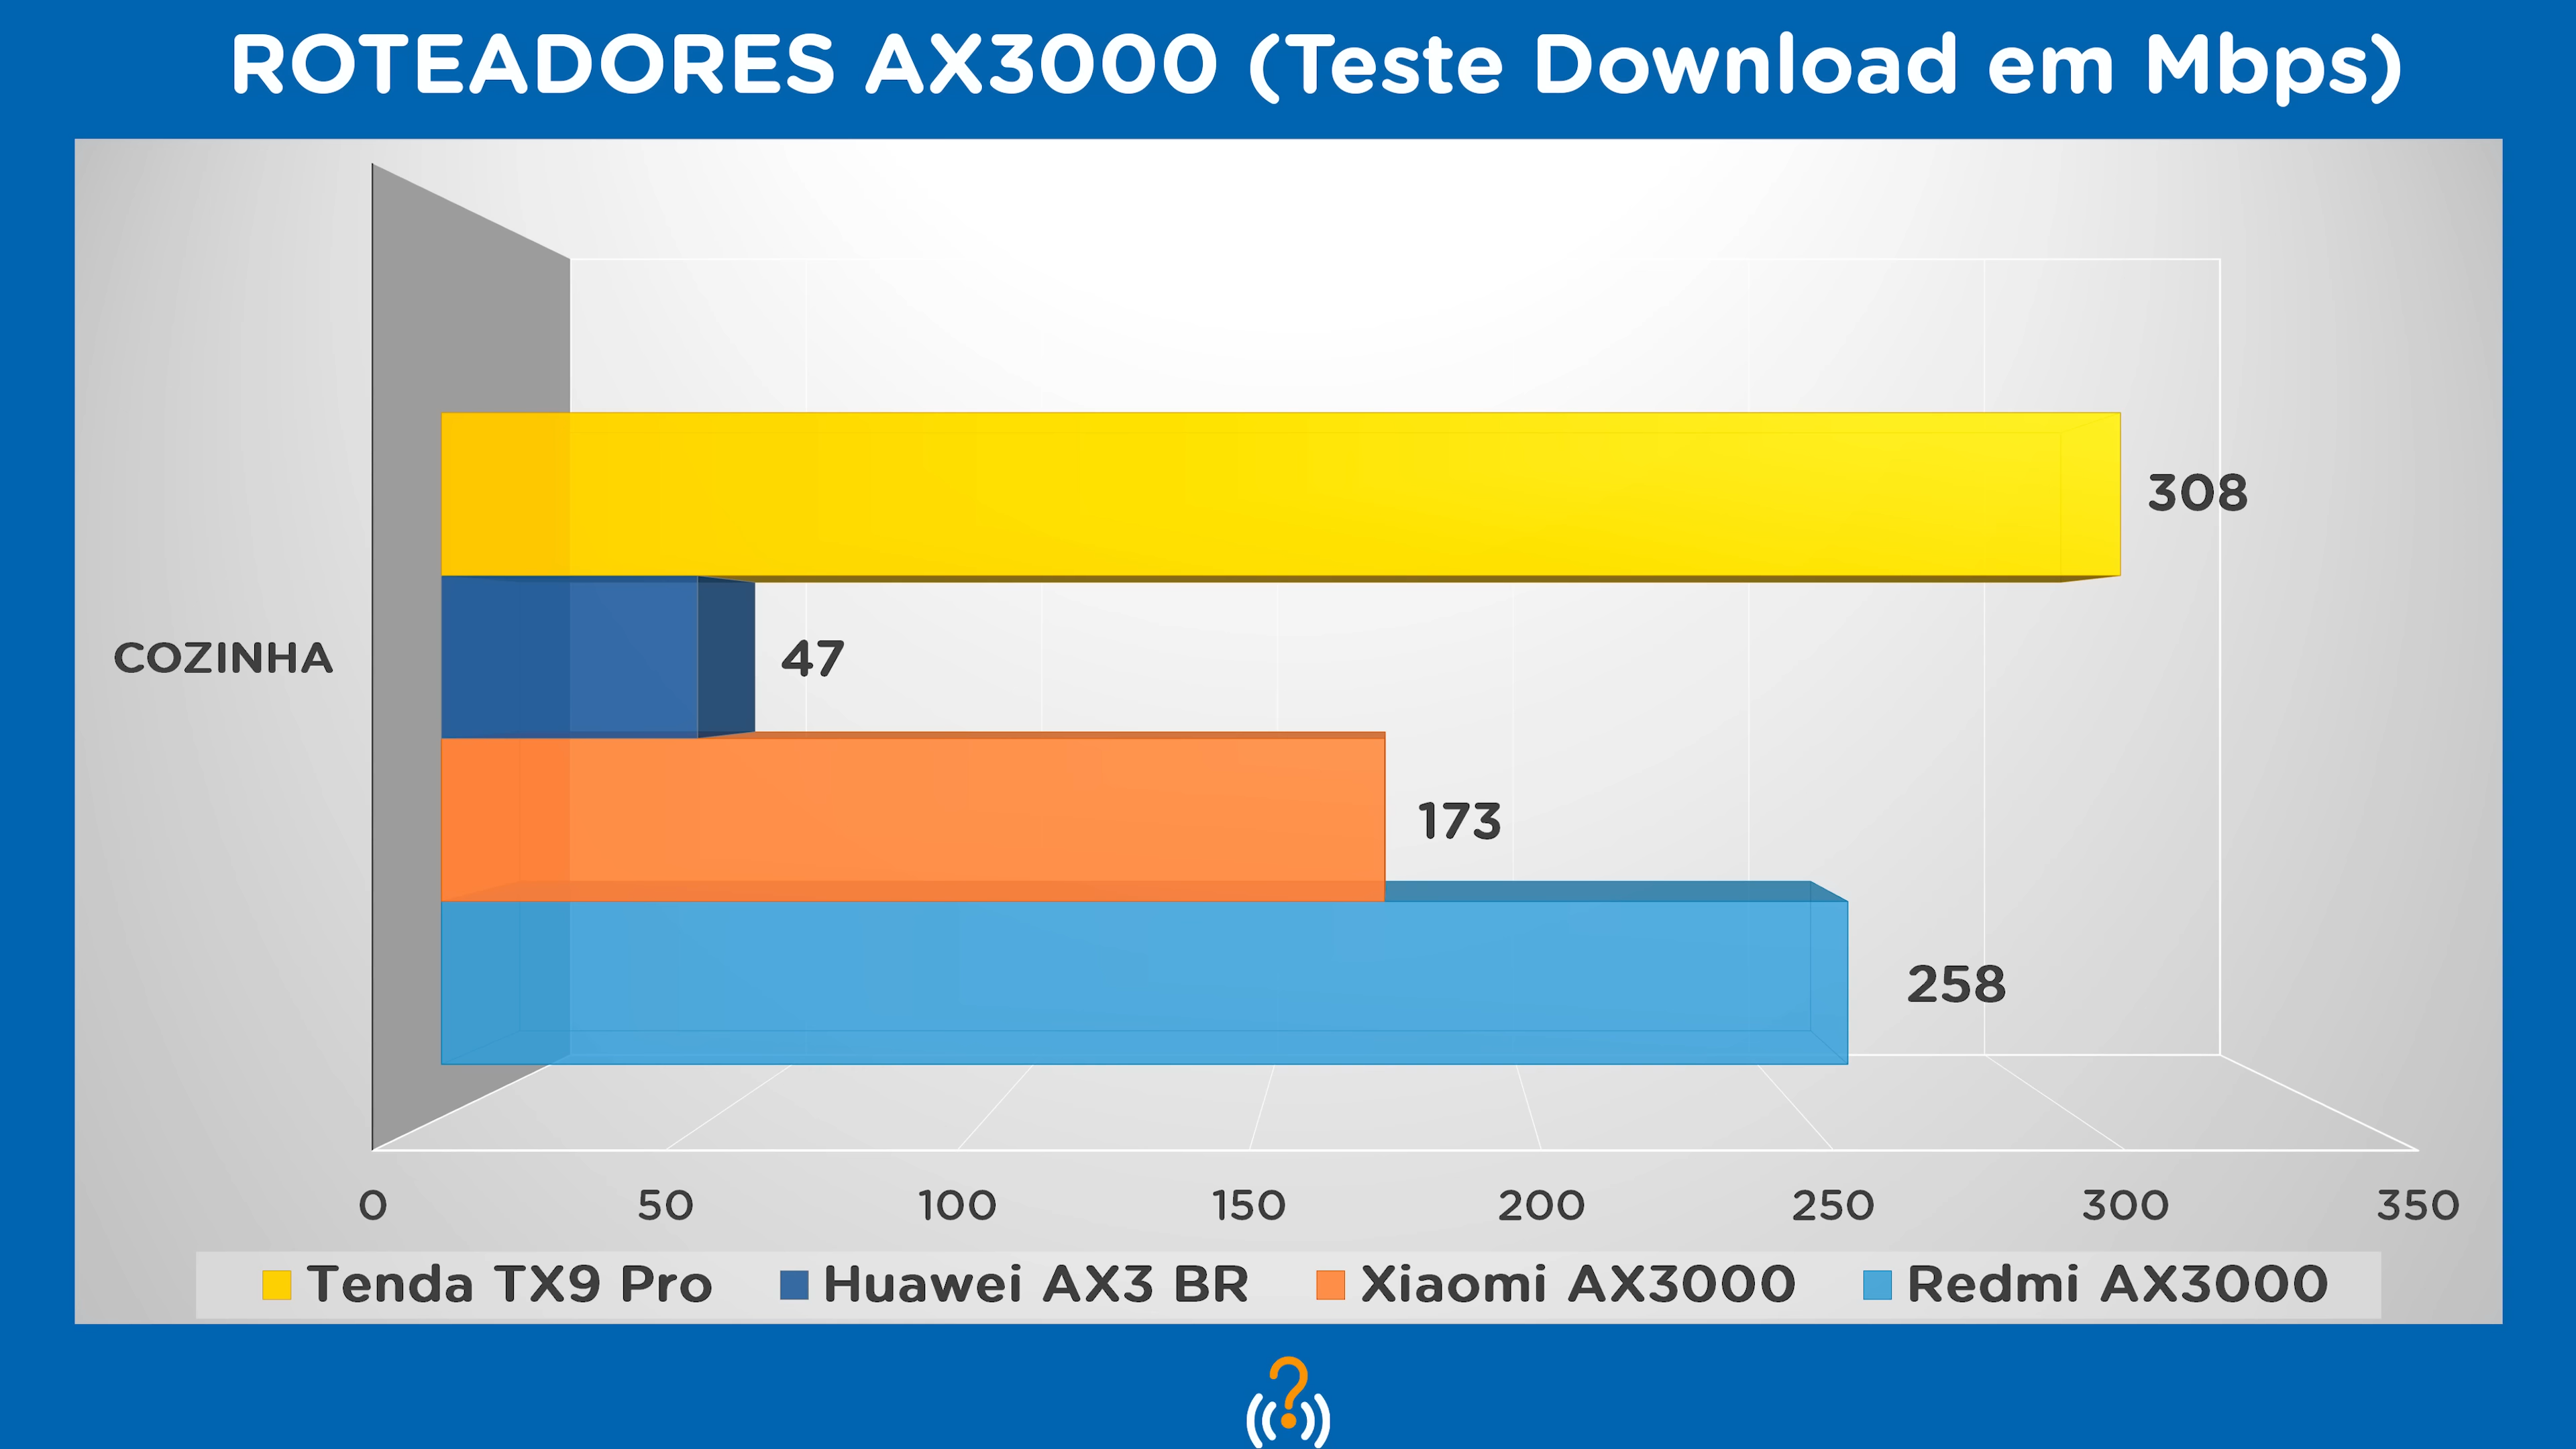 ROTEADORES AX3000 (Teste Download em Mbps)
308
COZINHA
47
173
258
0 50 100 150 200 250 300 350
Tenda TX9 Pro Huawei AX3 BR Xiaomi AX3000 Redmi AX3000